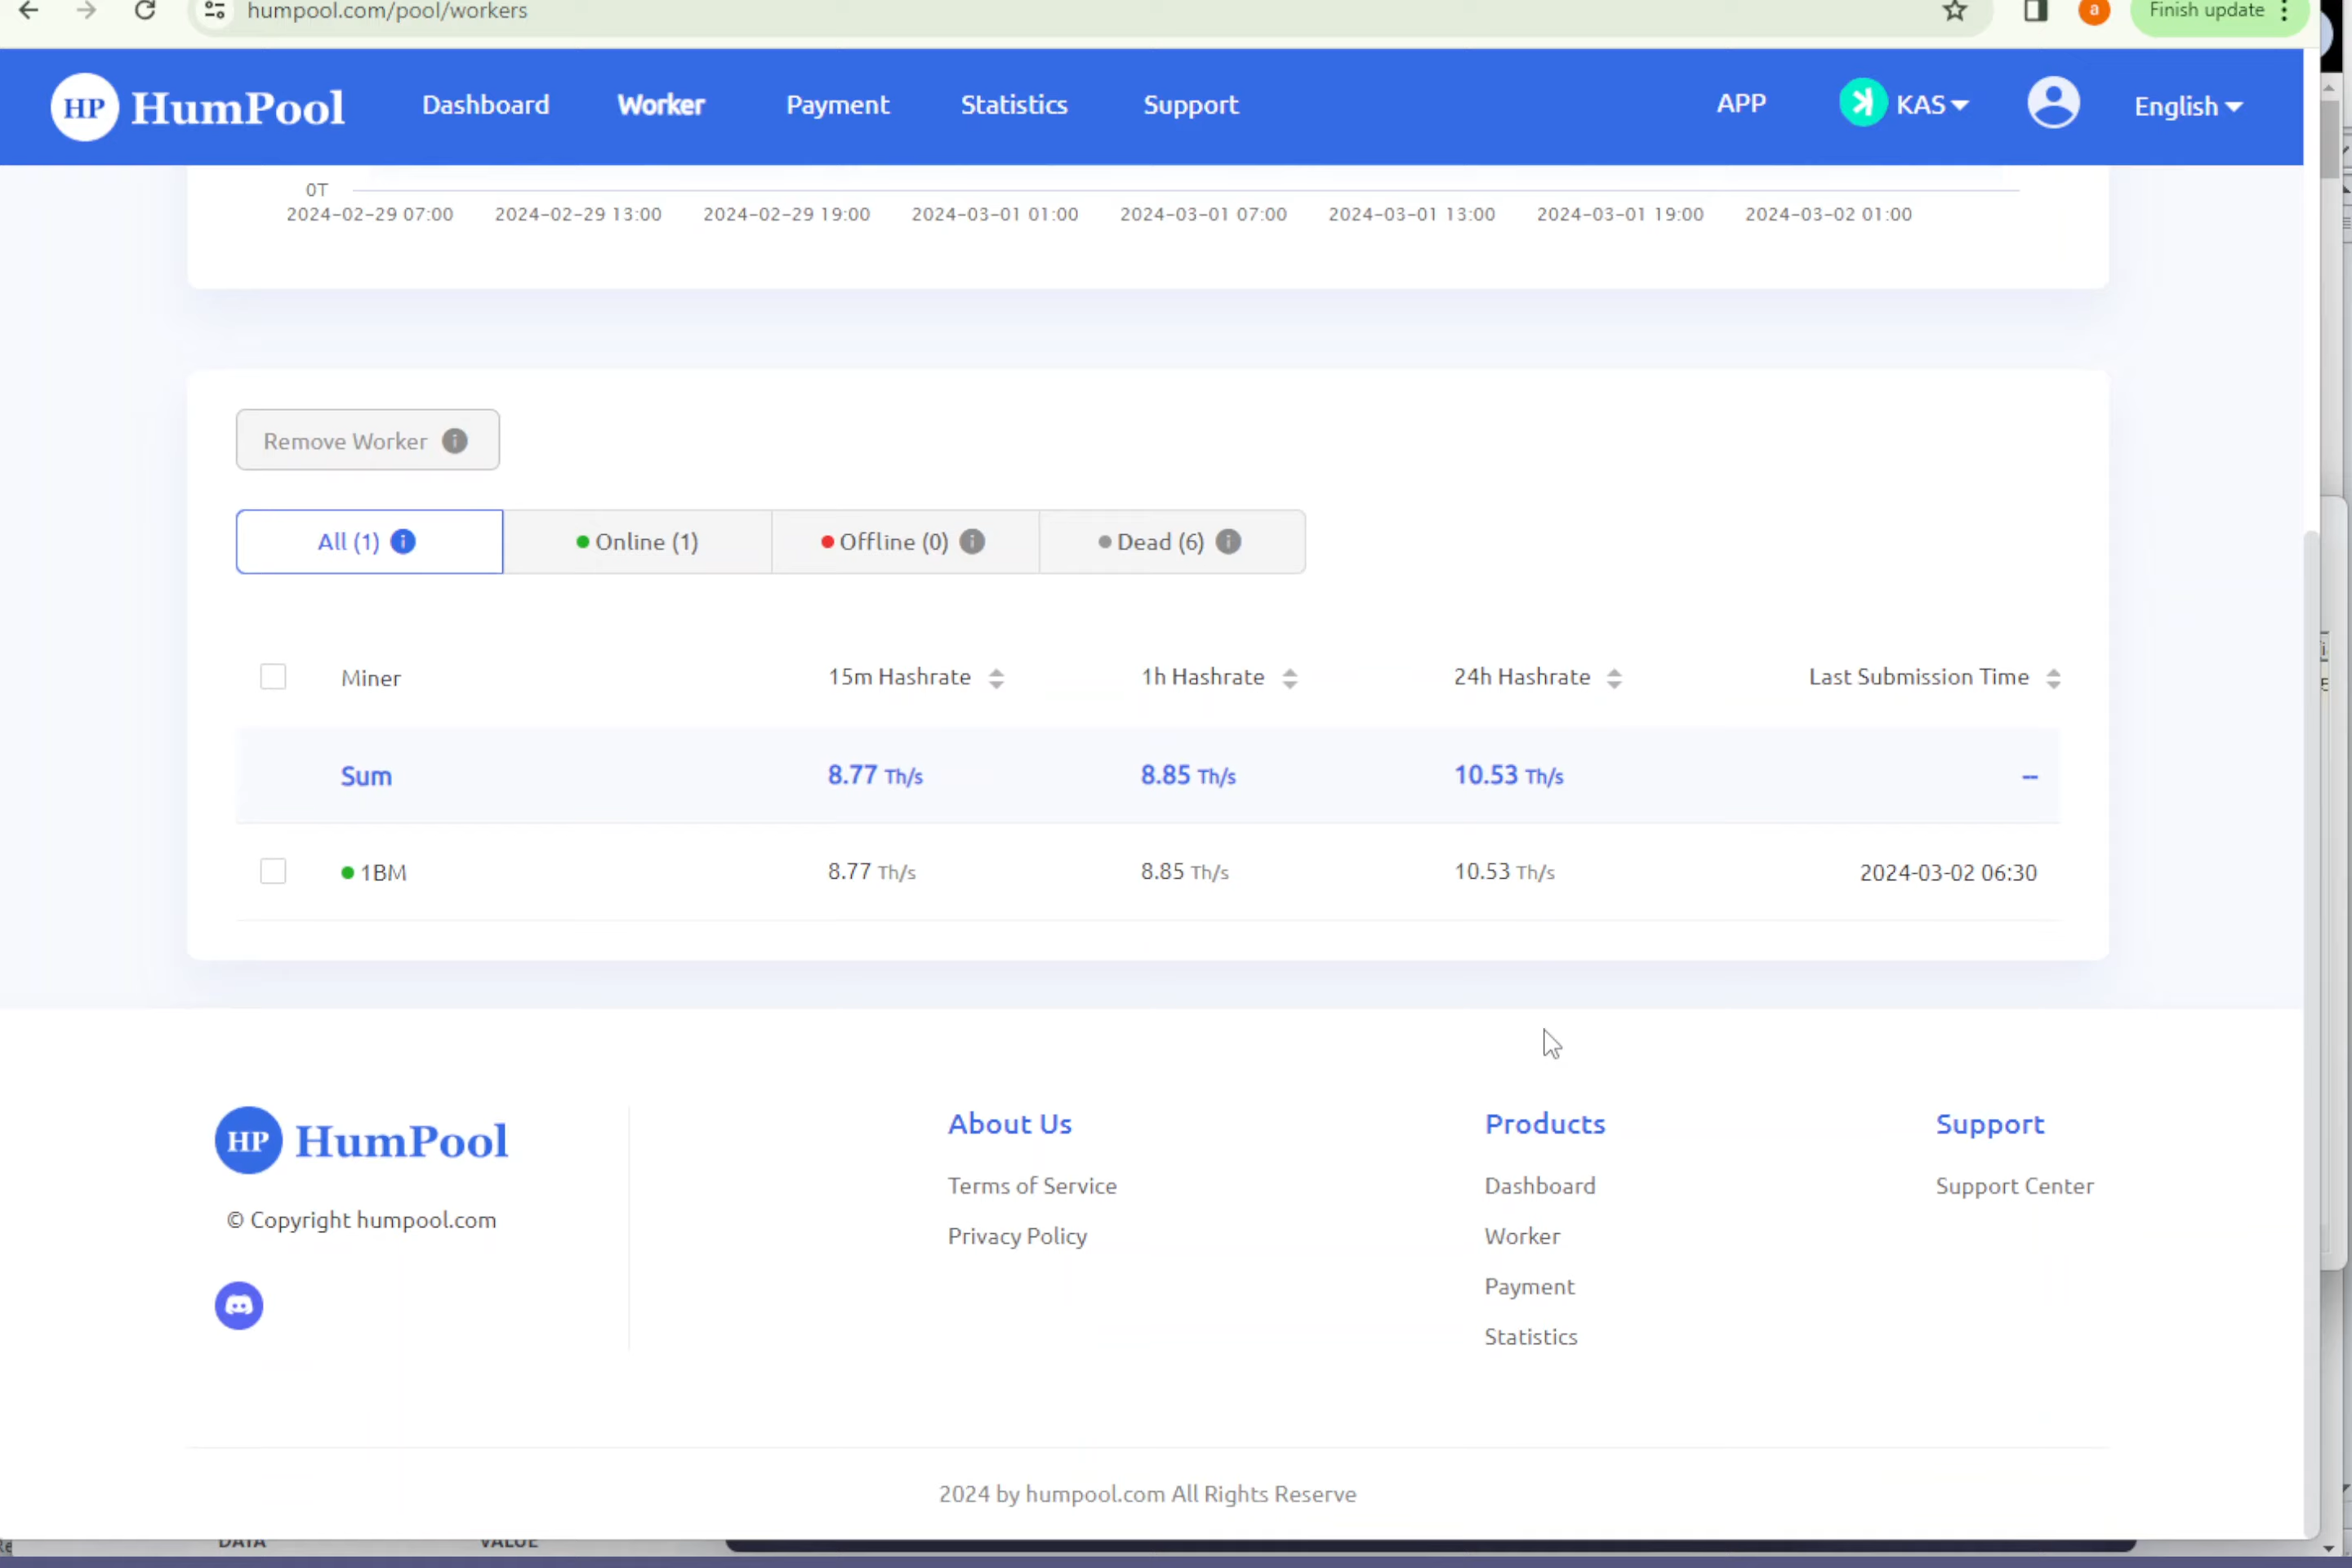 humpool.com/pool/workers
a
Finish update
HP HumPool Dashboard Worker Payment Statistics Support APP KAS English
0T
2024-02-29 07:00 2024-02-29 13:00 2024-02-29 19:00 2024-03-01 01:00 2024-03-01 07:00 2024-03-01 13:00 2024-03-01 19:00 2024-03-02 01:00
Remove Worker i
All (1) i Online (1) Offline (0) i Dead (6) i
Miner 15m Hashrate 1h Hashrate 24h Hashrate Last Submission Time
Sum 8.77 Th/s 8.85 Th/s 10.53 Th/s --
1BM 8.77 Th/s 8.85 Th/s 10.53 Th/s 2024-03-02 06:30
HP HumPool
© Copyright humpool.com
About Us
Terms of Service
Privacy Policy
Products
Dashboard
Worker
Payment
Statistics
Support
Support Center
2024 by humpool.com All Rights Reserve
DATA VALUE